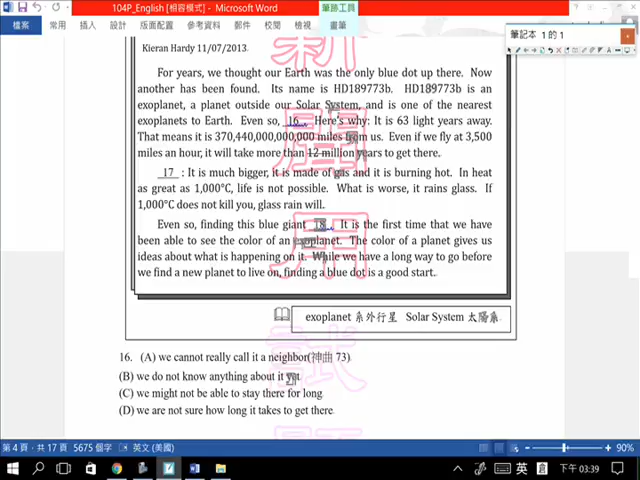 104P_English [相容模式] - Microsoft Word
筆跡工具
檔案 常用 插入 設計 版面配置 參考資料 郵件 校閱 檢視 畫筆
筆記本 1 的 1
Kieran Hardy 11/07/2013
For years, we thought our Earth was the only blue dot up there. Now
another has been found. Its name is HD189773b. HD189773b is an
exoplanet, a planet outside our Solar System, and is one of the nearest
exoplanets to Earth. Even so, 16 . Here's why: It is 63 light years away.
That means it is 370,440,000,000,000 miles from us. Even if we fly at 3,500
miles an hour, it will take more than 12 million years to get there.
17 : It is much bigger, it is made of gas and it is burning hot. In heat
as great as 1,000°C, life is not possible. What is worse, it rains glass. If
1,000°C does not kill you, glass rain will.
Even so, finding this blue giant 18 . It is the first time that we have
been able to see the color of an exoplanet. The color of a planet gives us
ideas about what is happening on it. While we have a long way to go before
we find a new planet to live on, finding a blue dot is a good start.
exoplanet 系外行星 Solar System 太陽系
16. (A) we cannot really call it a neighbor(神曲 73)
(B) we do not know anything about it yet.
(C) we might not be able to stay there for long
(D) we are not sure how long it takes to get there
新
聞
用
試
第 4 頁，共 17 頁 5675 個字 英文 (美國) 90%
英 下午 03:39